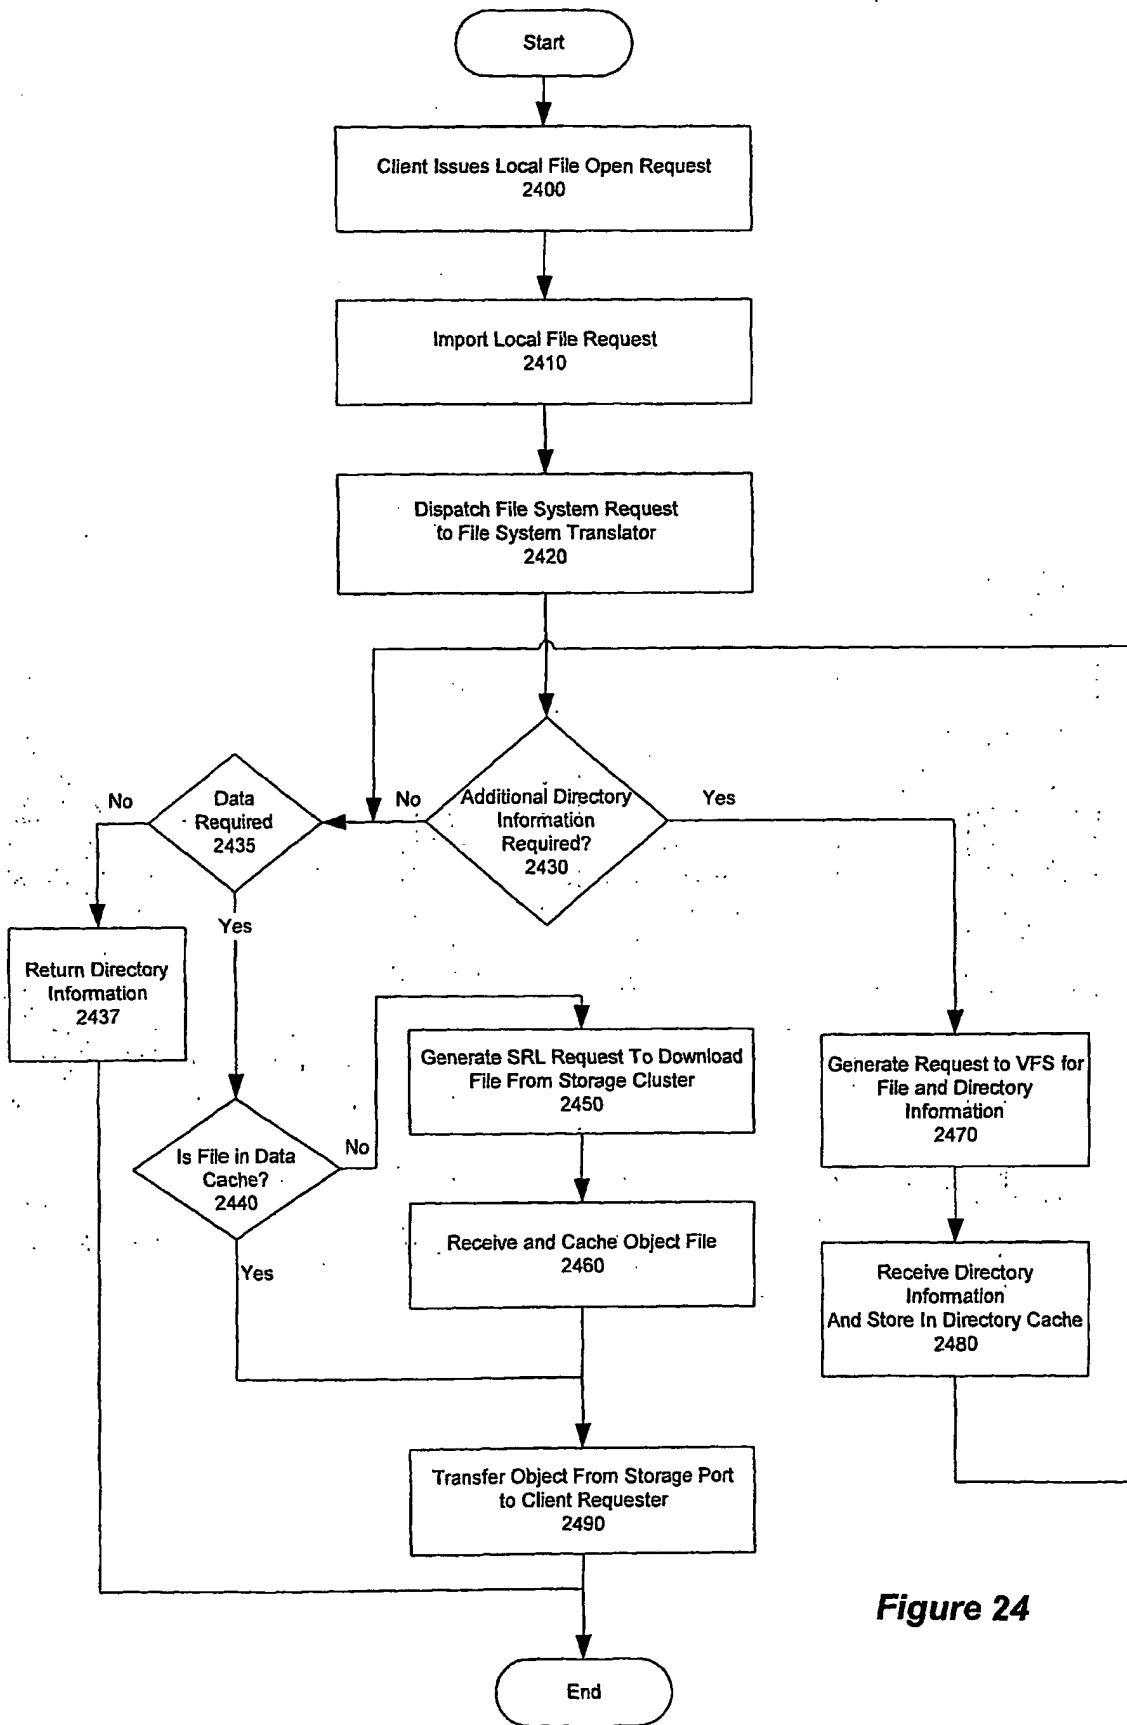 Start
Client Issues Local File Open Request
2400
Import Local File Request
2410
Dispatch File System Request
to File System Translator
2420
Additional Directory
Information
Required?
2430
No
Yes
Data
Required
2435
No
Yes
Return Directory
Information
2437
Is File in Data
Cache?
2440
No
Yes
Generate SRL Request To Download
File From Storage Cluster
2450
Receive and Cache Object File
2460
Generate Request to VFS for
File and Directory
Information
2470
Receive Directory
Information
And Store In Directory Cache
2480
Transfer Object From Storage Port
to Client Requester
2490
End
Figure 24